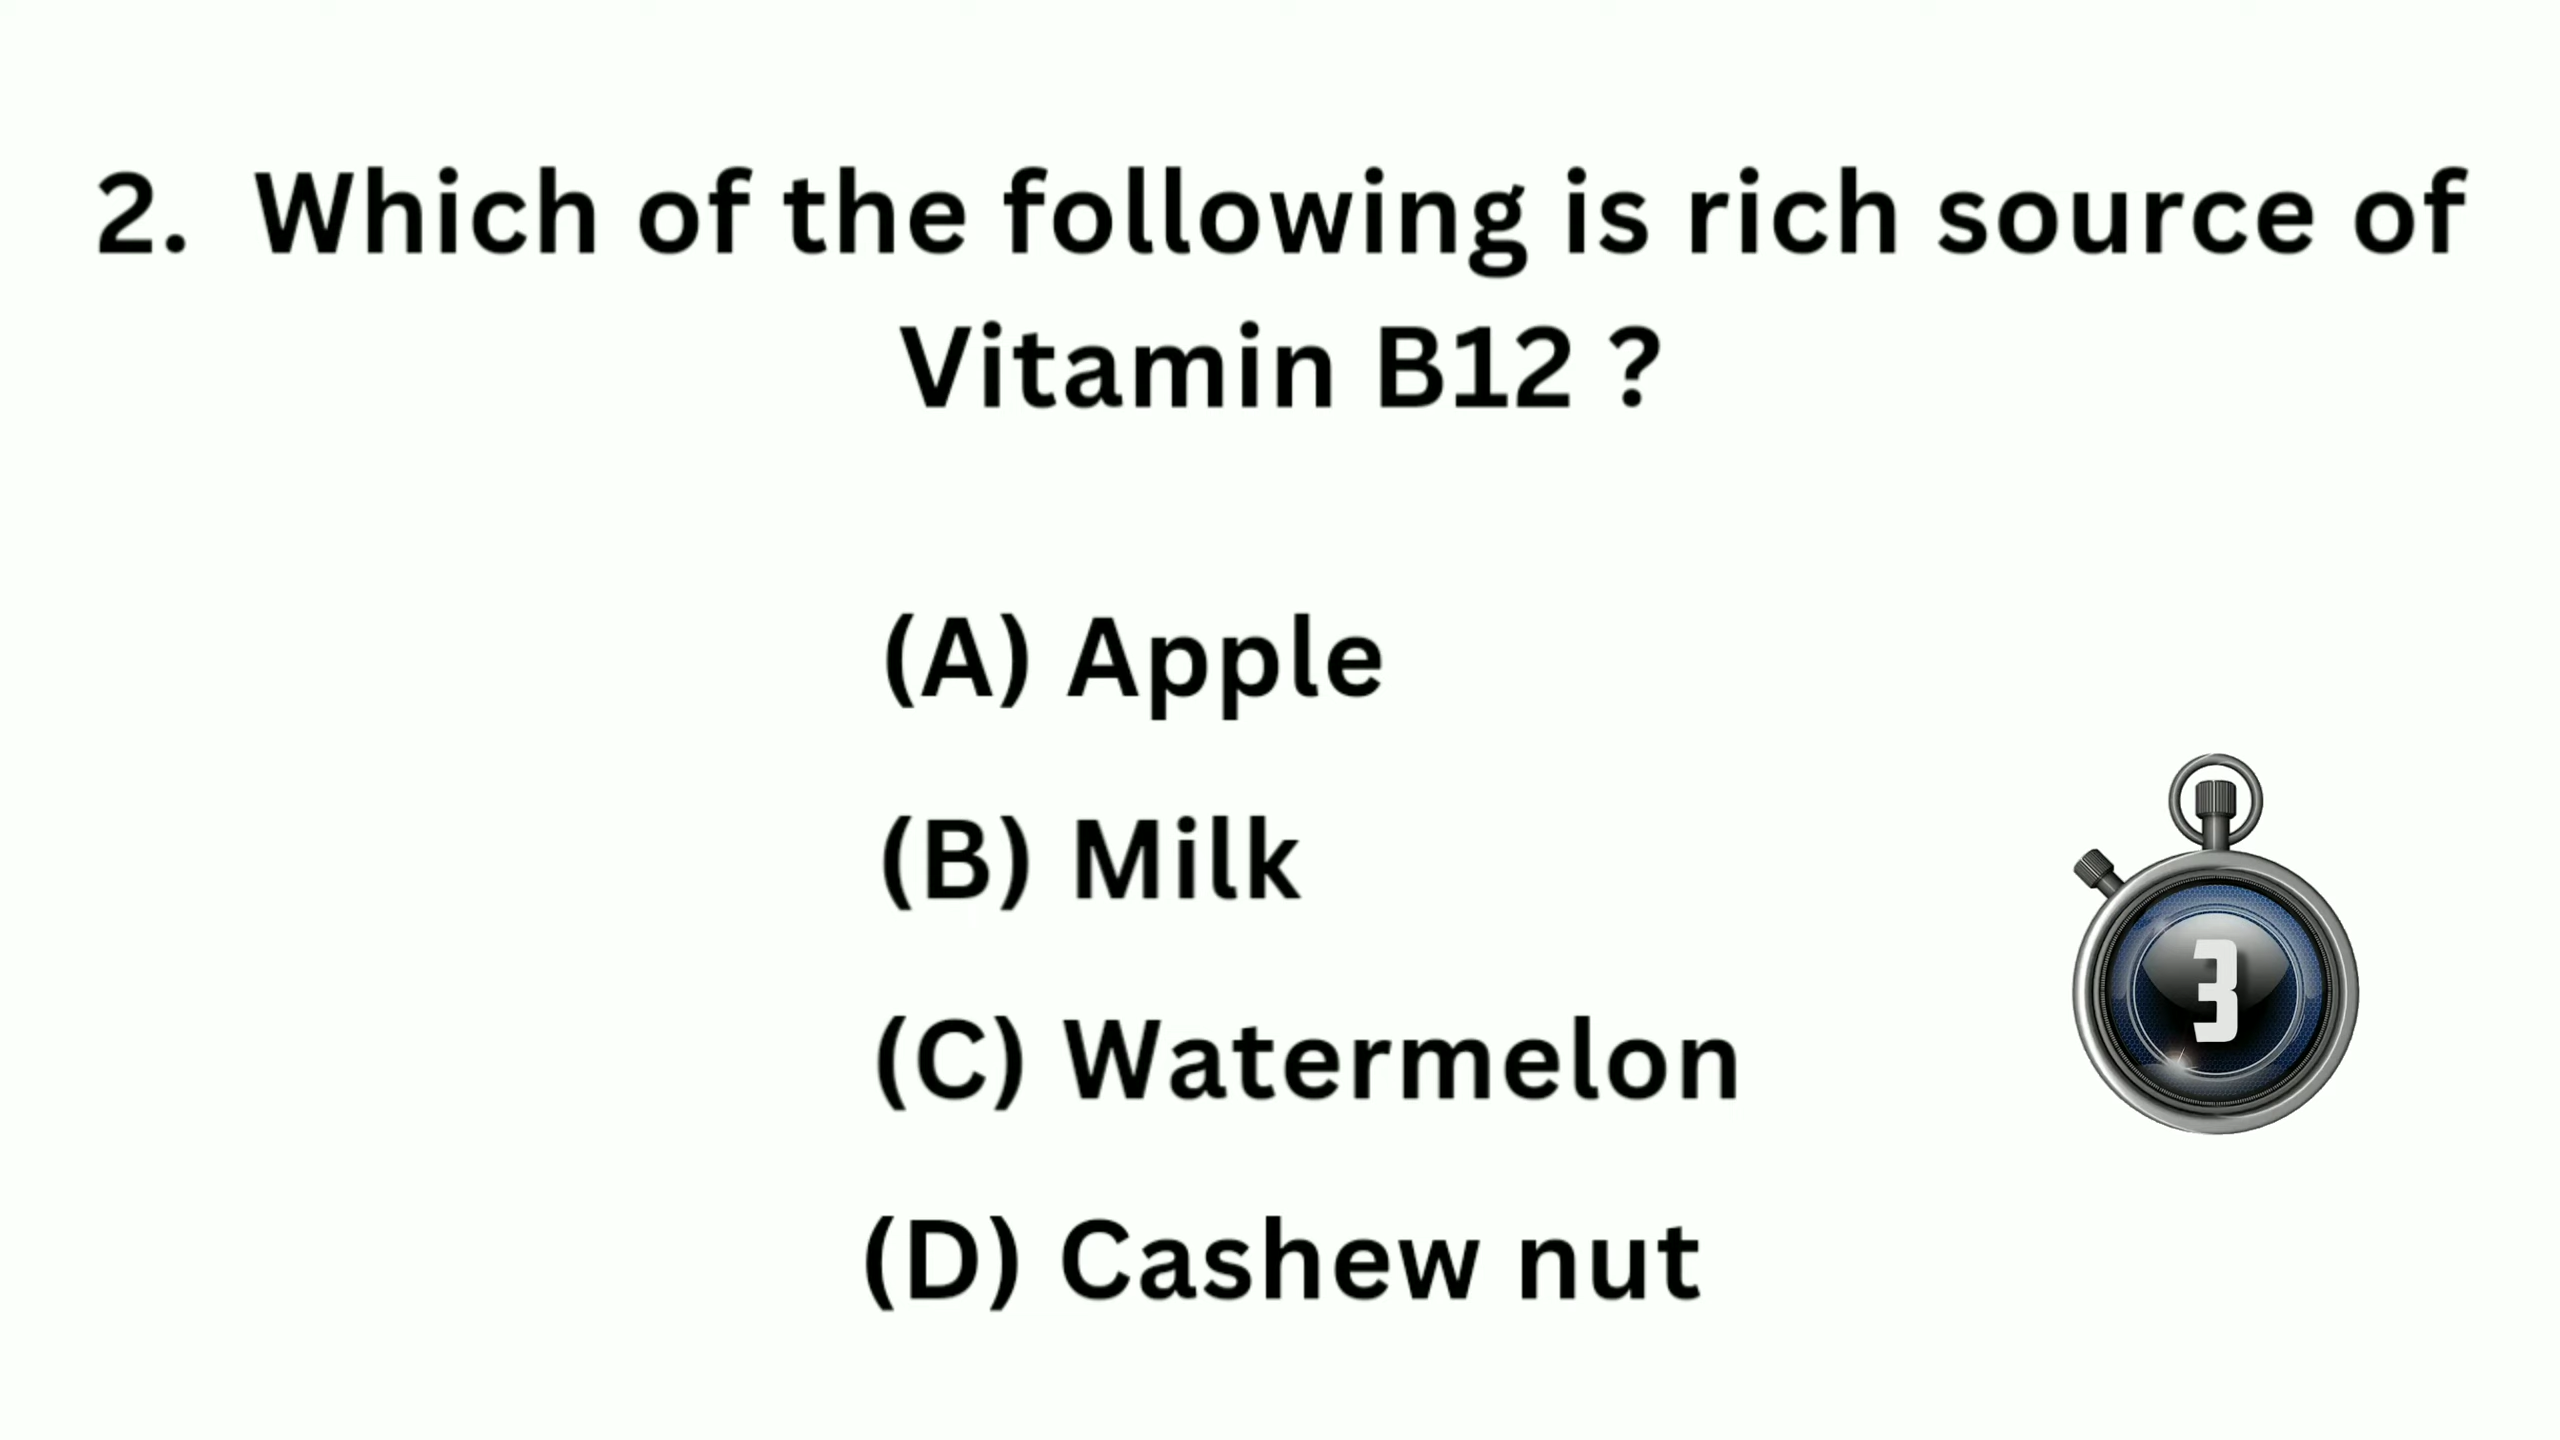 2. Which of the following is rich source of
Vitamin B12 ?
(A) Apple
(B) Milk
(C) Watermelon
(D) Cashew nut
3